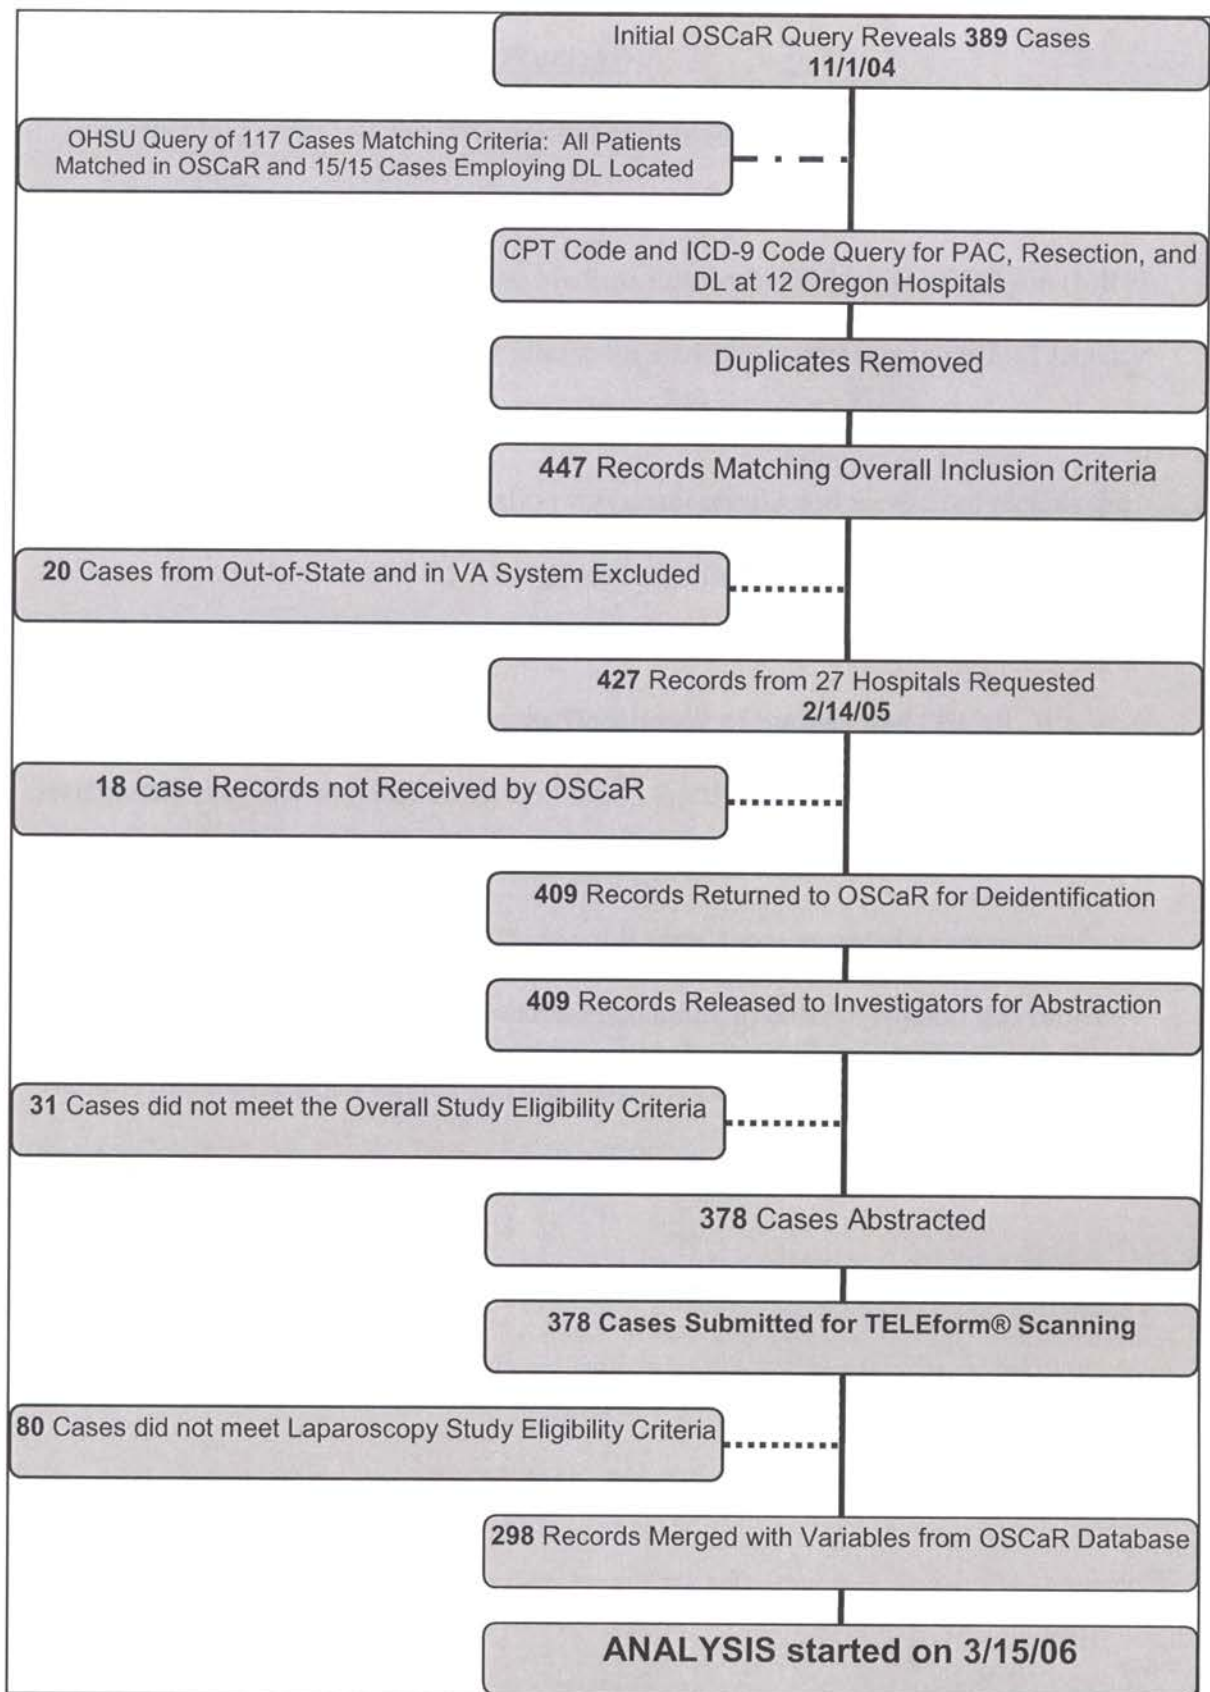 Initial OSCaR Query Reveals 389 Cases
11/1/04
OHSU Query of 117 Cases Matching Criteria: All Patients
Matched in OSCaR and 15/15 Cases Employing DL Located
CPT Code and ICD-9 Code Query for PAC, Resection, and
DL at 12 Oregon Hospitals
Duplicates Removed
447 Records Matching Overall Inclusion Criteria
20 Cases from Out-of-State and in VA System Excluded
427 Records from 27 Hospitals Requested
2/14/05
18 Case Records not Received by OSCaR
409 Records Returned to OSCaR for Deidentification
409 Records Released to Investigators for Abstraction
31 Cases did not meet the Overall Study Eligibility Criteria
378 Cases Abstracted
378 Cases Submitted for TELEform® Scanning
80 Cases did not meet Laparoscopy Study Eligibility Criteria
298 Records Merged with Variables from OSCaR Database
ANALYSIS started on 3/15/06